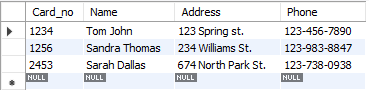 Card_no Name Address Phone
1234 Tom John 123 Spring st. 123-456-7890
1256 Sandra Thomas 234 Williams St. 123-983-8847
2453 Sarah Dallas 674 North Park St. 123-738-0938
NULL NULL NULL NULL